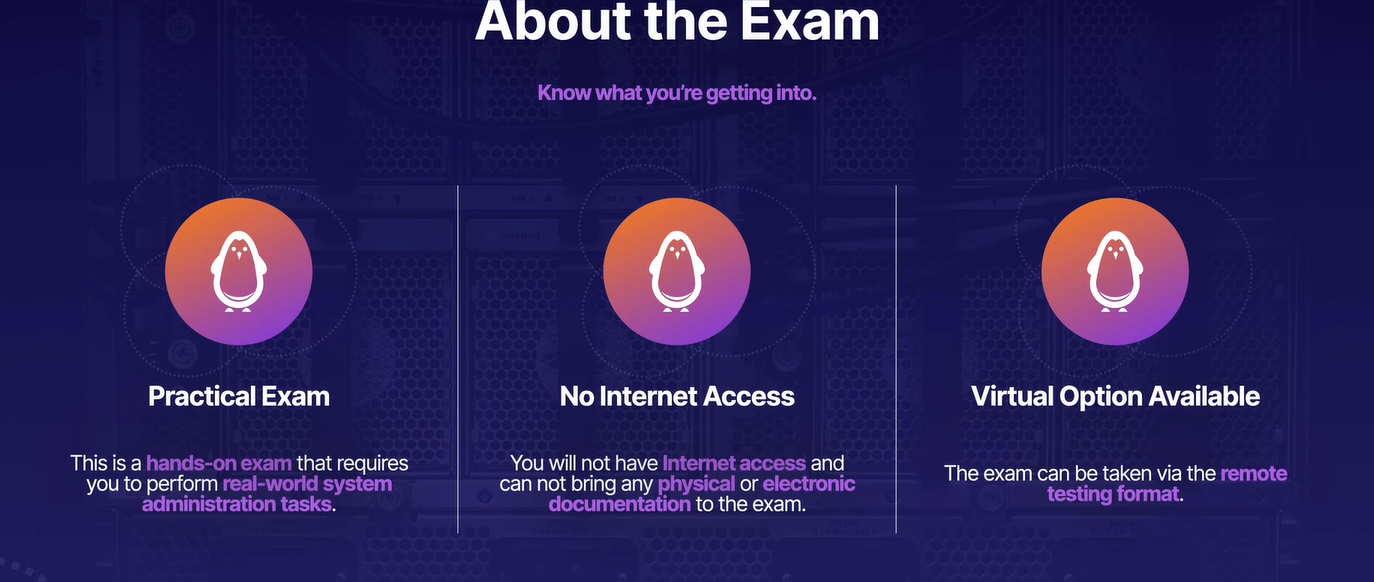 About the Exam
Know what you're getting into.
Practical Exam
This is a hands-on exam that requires
you to perform real-world system
administration tasks.
No Internet Access
You will not have Internet access and
can not bring any physical or electronic
documentation to the exam.
Virtual Option Available
The exam can be taken via the remote
testing format.